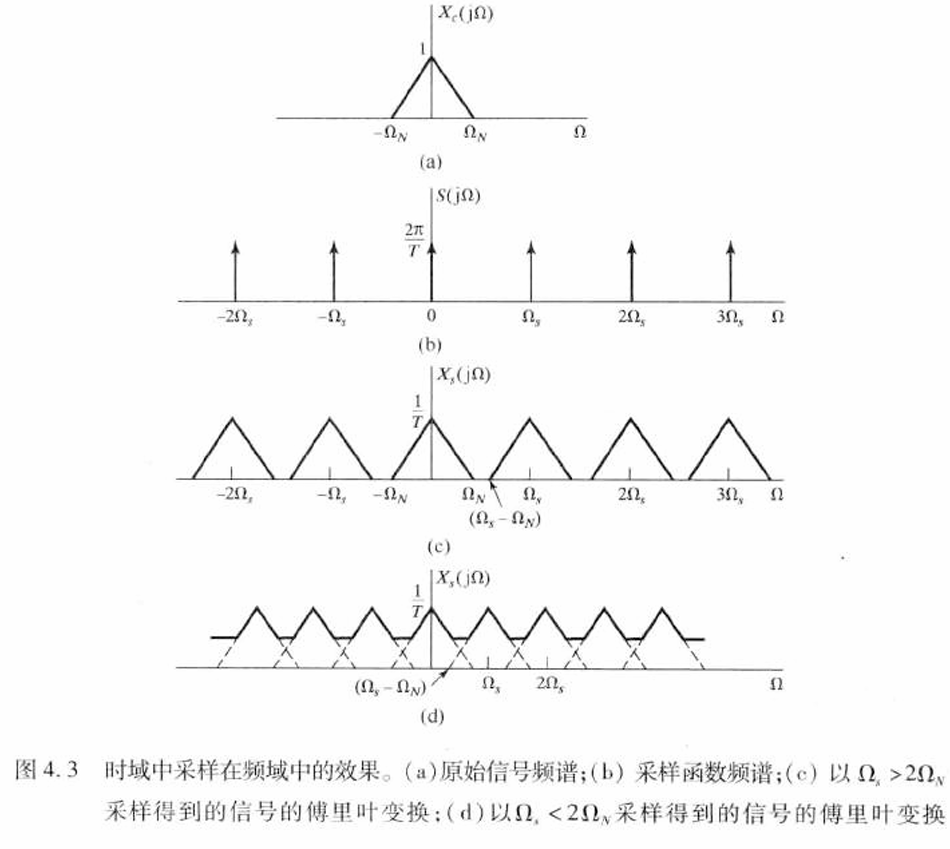 X_c(jΩ)
1
-Ω_N Ω_N Ω
(a)
S(jΩ)
2π/T
-2Ω_s -Ω_s 0 Ω_s 2Ω_s 3Ω_s Ω
(b)
X_s(jΩ)
1/T
-2Ω_s -Ω_s -Ω_N Ω_N Ω_s 2Ω_s 3Ω_s Ω
(Ω_s - Ω_N)
(c)
X_s(jΩ)
1/T
(Ω_s - Ω_N) Ω_s 2Ω_s Ω
(d)
图4.3 时域中采样在频域中的效果。(a)原始信号频谱;(b) 采样函数频谱;(c) 以 Ω_s >2Ω_N
采样得到的信号的傅里叶变换;(d)以Ω_s <2Ω_N采样得到的信号的傅里叶变换